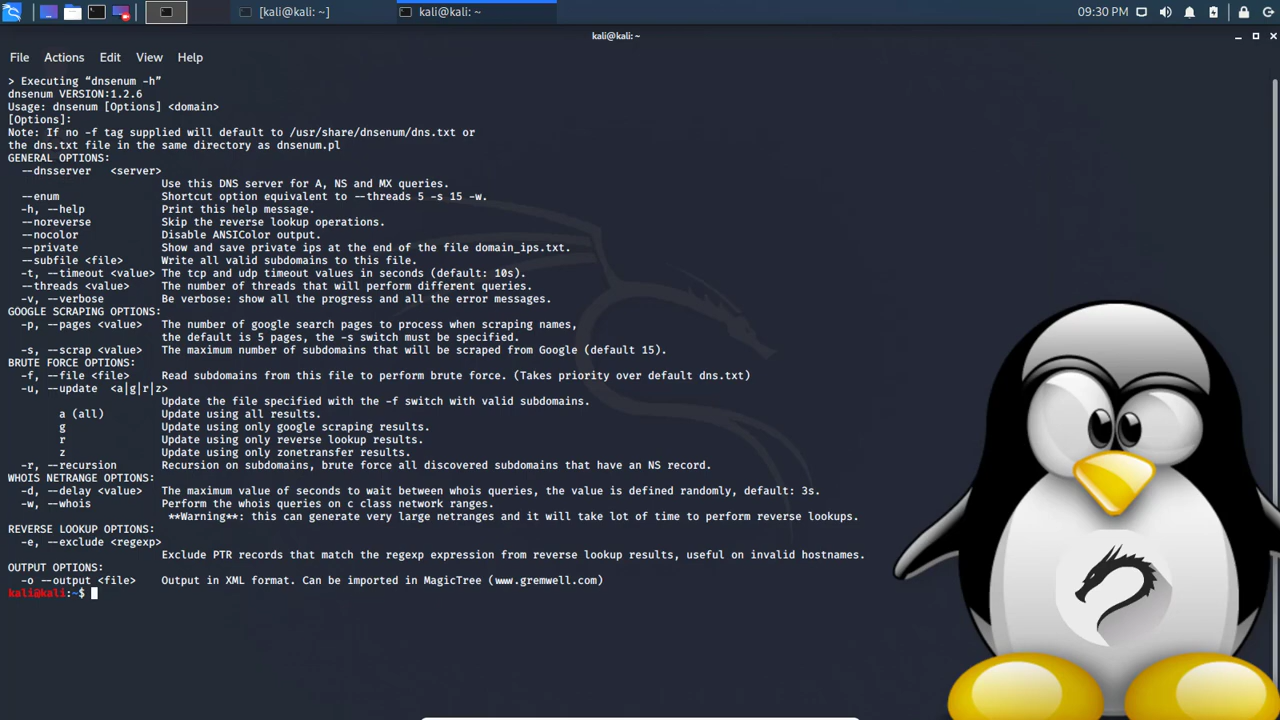 [kali@kali: ~]
kali@kali: ~
09:30 PM
kali@kali: ~
File Actions Edit View Help
> Executing “dnsenum -h”
dnsenum VERSION:1.2.6
Usage: dnsenum [Options] <domain>
[Options]:
Note: If no -f tag supplied will default to /usr/share/dnsenum/dns.txt or
the dns.txt file in the same directory as dnsenum.pl
GENERAL OPTIONS:
--dnsserver <server>
Use this DNS server for A, NS and MX queries.
--enum Shortcut option equivalent to --threads 5 -s 15 -w.
-h, --help Print this help message.
--noreverse Skip the reverse lookup operations.
--nocolor Disable ANSIColor output.
--private Show and save private ips at the end of the file domain_ips.txt.
--subfile <file> Write all valid subdomains to this file.
-t, --timeout <value> The tcp and udp timeout values in seconds (default: 10s).
--threads <value> The number of threads that will perform different queries.
-v, --verbose Be verbose: show all the progress and all the error messages.
GOOGLE SCRAPING OPTIONS:
-p, --pages <value> The number of google search pages to process when scraping names,
the default is 5 pages, the -s switch must be specified.
-s, --scrap <value> The maximum number of subdomains that will be scraped from Google (default 15).
BRUTE FORCE OPTIONS:
-f, --file <file> Read subdomains from this file to perform brute force. (Takes priority over default dns.txt)
-u, --update <a|g|r|z>
Update the file specified with the -f switch with valid subdomains.
a (all) Update using all results.
g Update using only google scraping results.
r Update using only reverse lookup results.
z Update using only zonetransfer results.
-r, --recursion Recursion on subdomains, brute force all discovered subdomains that have an NS record.
WHOIS NETRANGE OPTIONS:
-d, --delay <value> The maximum value of seconds to wait between whois queries, the value is defined randomly, default: 3s.
-w, --whois Perform the whois queries on c class network ranges.
**Warning**: this can generate very large netranges and it will take lot of time to perform reverse lookups.
REVERSE LOOKUP OPTIONS:
-e, --exclude <regexp>
Exclude PTR records that match the regexp expression from reverse lookup results, useful on invalid hostnames.
OUTPUT OPTIONS:
-o --output <file> Output in XML format. Can be imported in MagicTree (www.gremwell.com)
kali@kali:~$